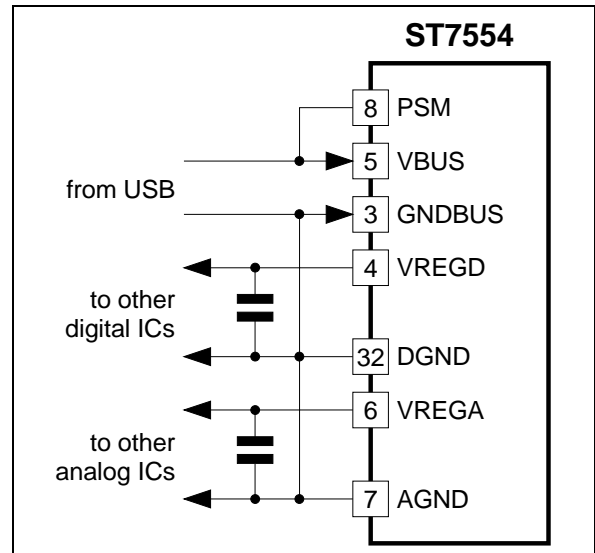 ST7554
8 PSM
5 VBUS
from USB
3 GNDBUS
4 VREGD
to other
digital ICs
32 DGND
6 VREGA
to other
analog ICs
7 AGND